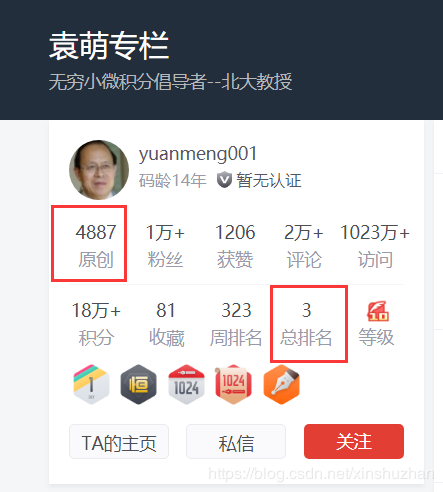 袁萌专栏
无穷小微积分倡导者--北大教授
yuanmeng001
码龄14年 暂无认证
4887 1万+ 1206 2万+ 1023万+
原创 粉丝 获赞 评论 访问
18万+ 81 323 3
积分 收藏 周排名 总排名 等级
1024 1024
TA的主页 私信 关注
https://blog.csdn.net/xinshuzhan